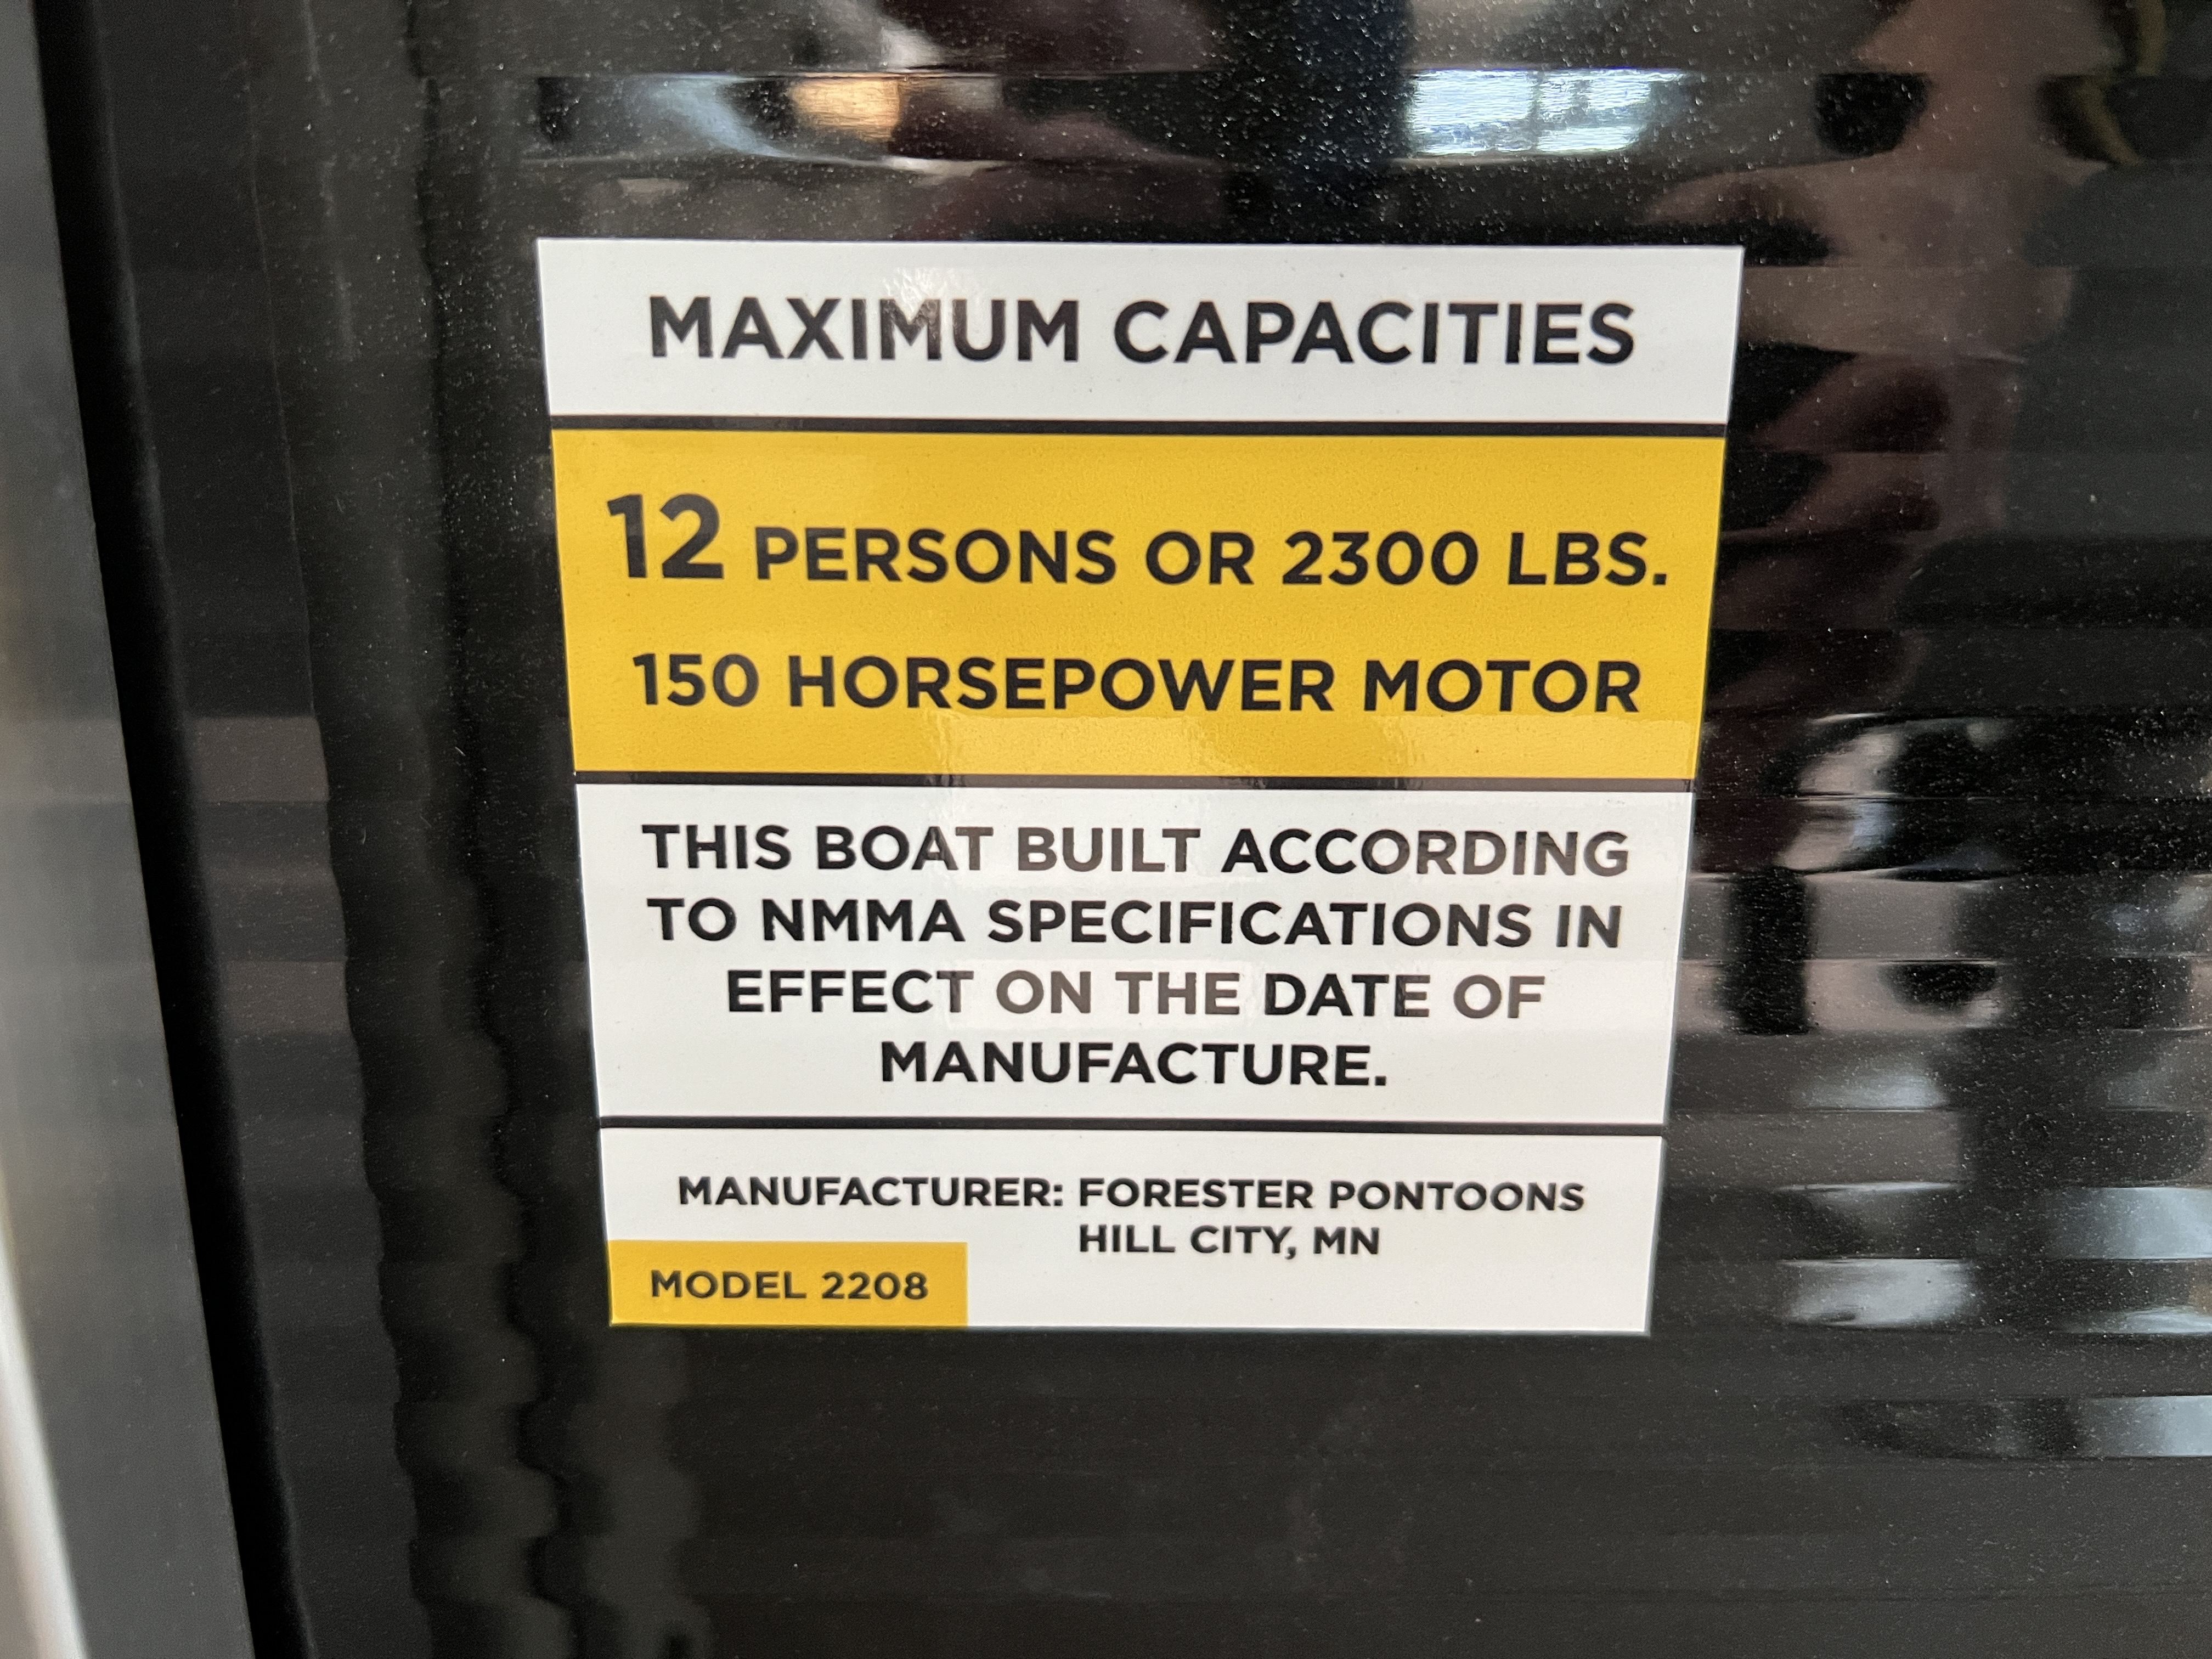 MAXIMUM CAPACITIES
12 PERSONS OR 2300 LBS.
150 HORSEPOWER MOTOR
THIS BOAT BUILT ACCORDING
TO NMMA SPECIFICATIONS IN
EFFECT ON THE DATE OF
MANUFACTURE.
MANUFACTURER: FORESTER PONTOONS
HILL CITY, MN
MODEL 2208